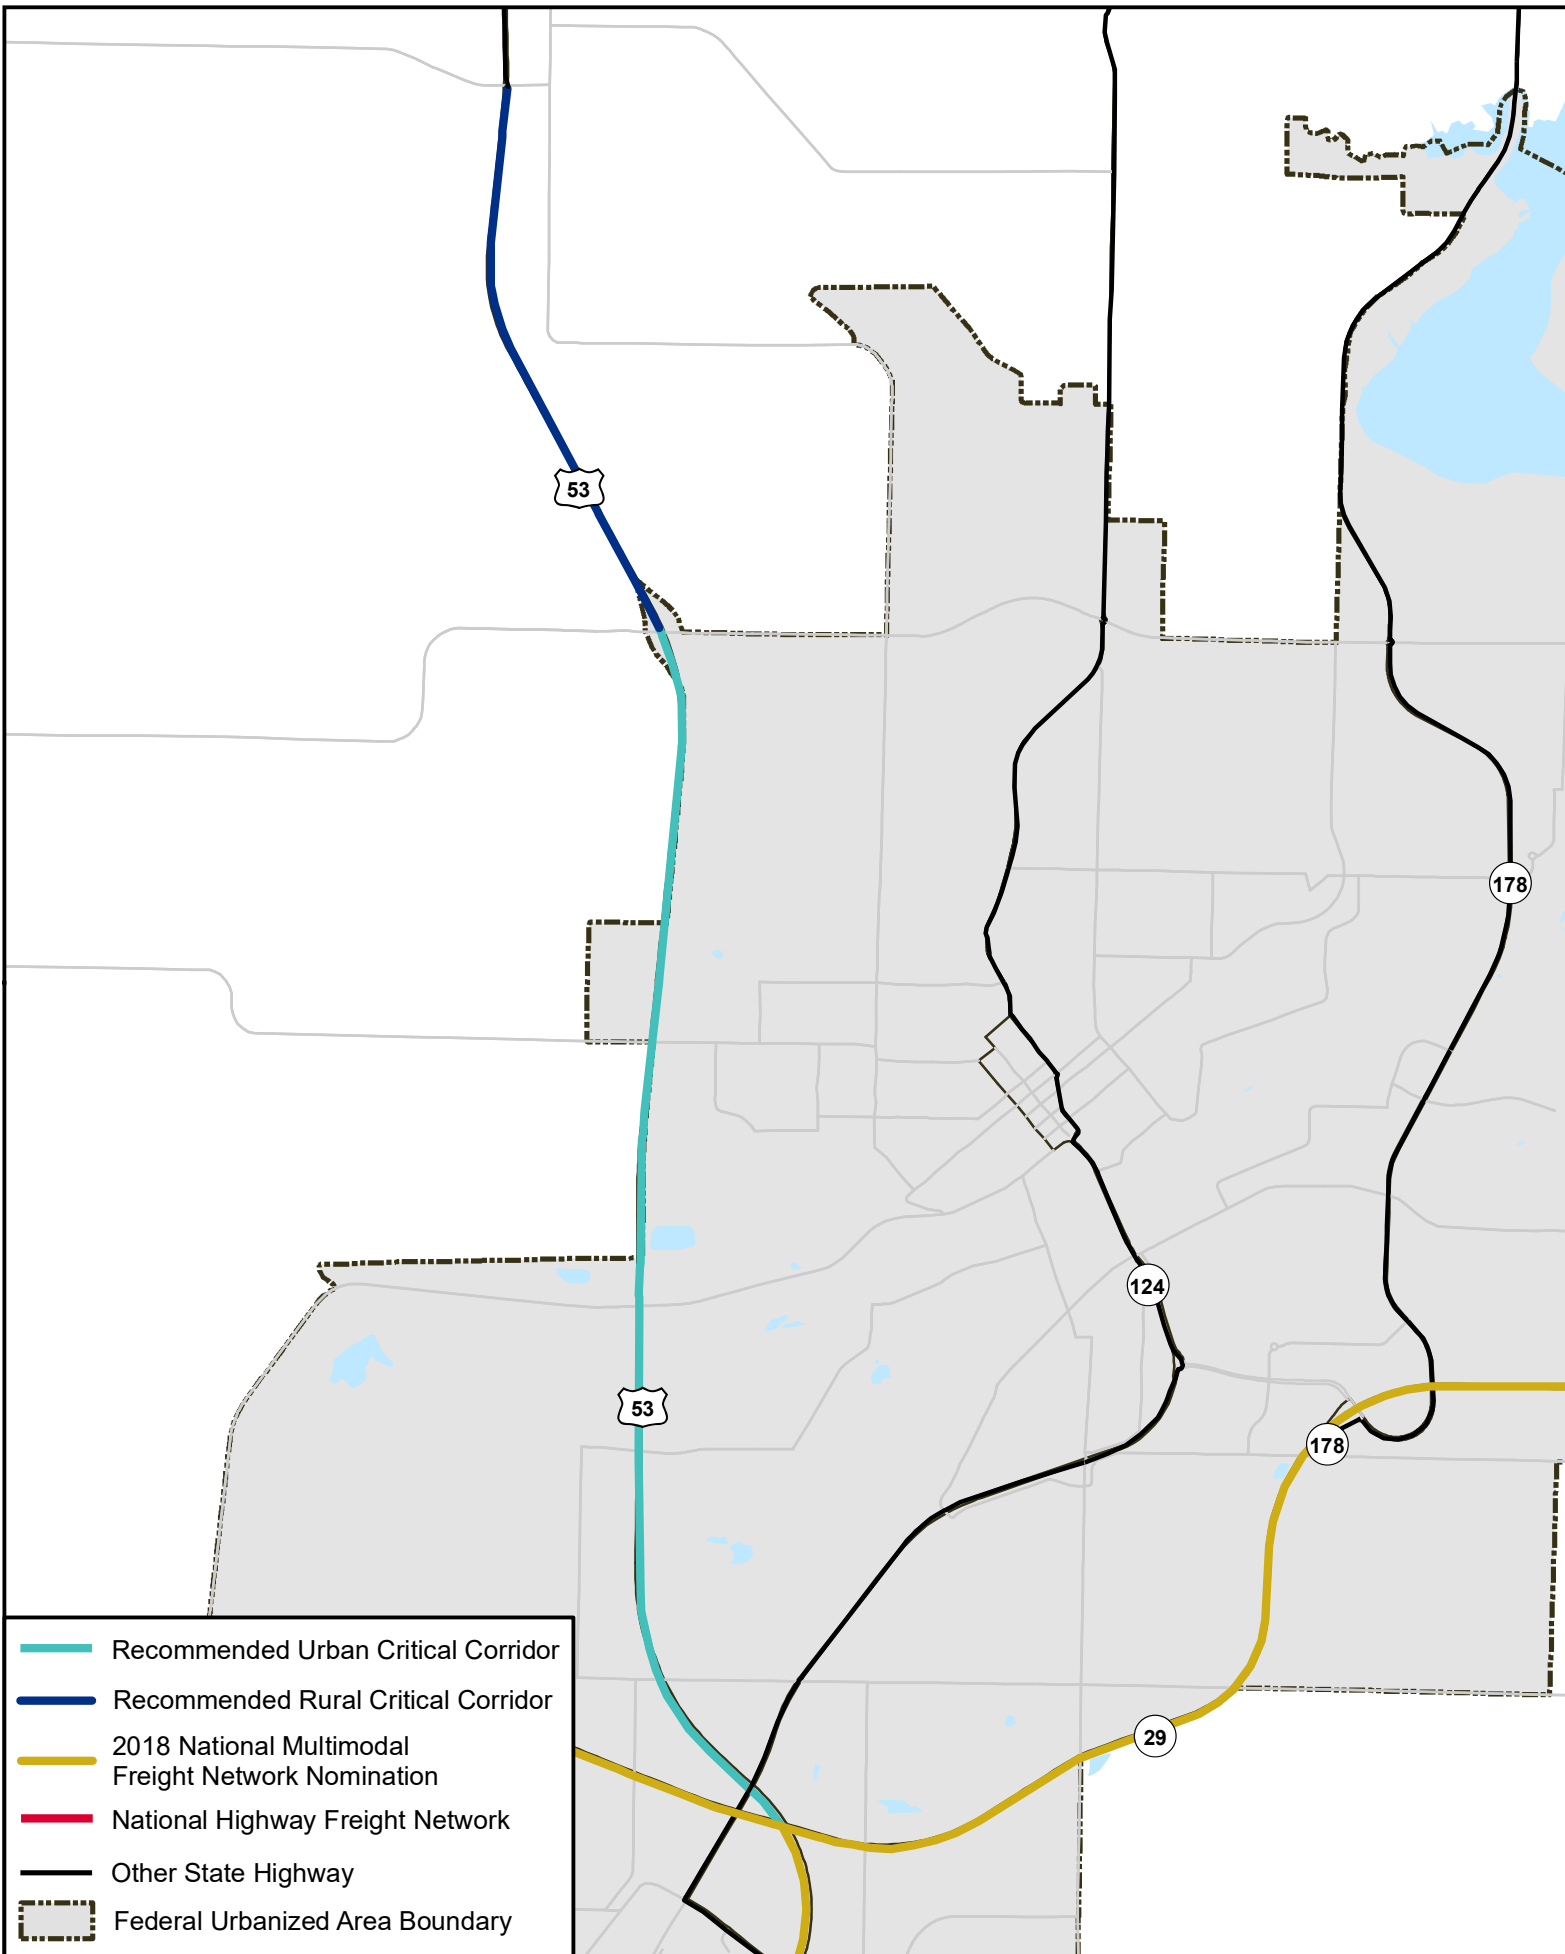 53
178
124
53
178
29
Recommended Urban Critical Corridor
Recommended Rural Critical Corridor
2018 National Multimodal
Freight Network Nomination
National Highway Freight Network
Other State Highway
Federal Urbanized Area Boundary